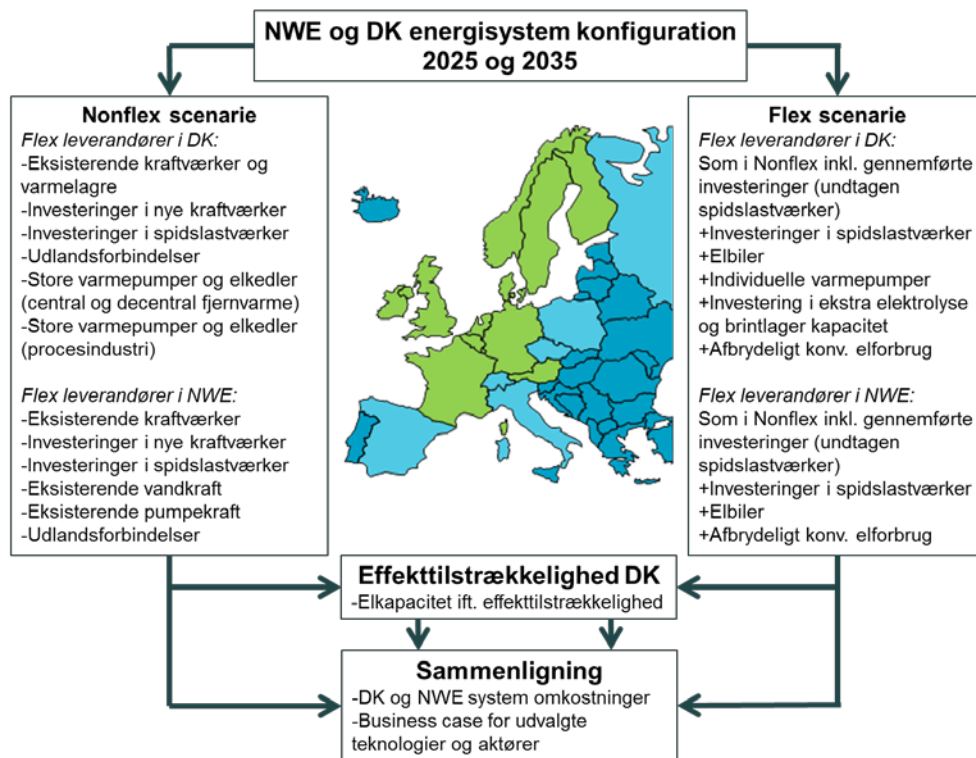 NWE og DK energisystem konfiguration
2025 og 2035
Nonflex scenarie
Flex leverandører i DK:
-Eksisterende kraftværker og
varmelagre
-Investeringer i nye kraftværker
-Investeringer i spidslastværker
-Udlandsforbindelser
-Store varmepumper og elkedler
(central og decentral fjernvarme)
-Store varmepumper og elkedler
(procesindustri)
Flex leverandører i NWE:
-Eksisterende kraftværker
-Investeringer i nye kraftværker
-Investeringer i spidslastværker
-Eksisterende vandkraft
-Eksisterende pumpekraft
-Udlandsforbindelser
Flex scenarie
Flex leverandører i DK:
Som i Nonflex inkl. gennemførte
investeringer (undtagen
spidslastværker)
+Investeringer i spidslastværker
+Elbiler
+Individuelle varmepumper
+Investering i ekstra elektrolyse
og brintlager kapacitet
+Afbrydeligt konv. elforbrug
Flex leverandører i NWE:
Som i Nonflex inkl. gennemførte
investeringer (undtagen
spidslastværker)
+Investeringer i spidslastværker
+Elbiler
+Afbrydeligt konv. elforbrug
Effekttilstrækkelighed DK
-Elkapacitet ift. effekttilstrækkelighed
Sammenligning
-DK og NWE system omkostninger
-Business case for udvalgte
teknologier og aktører